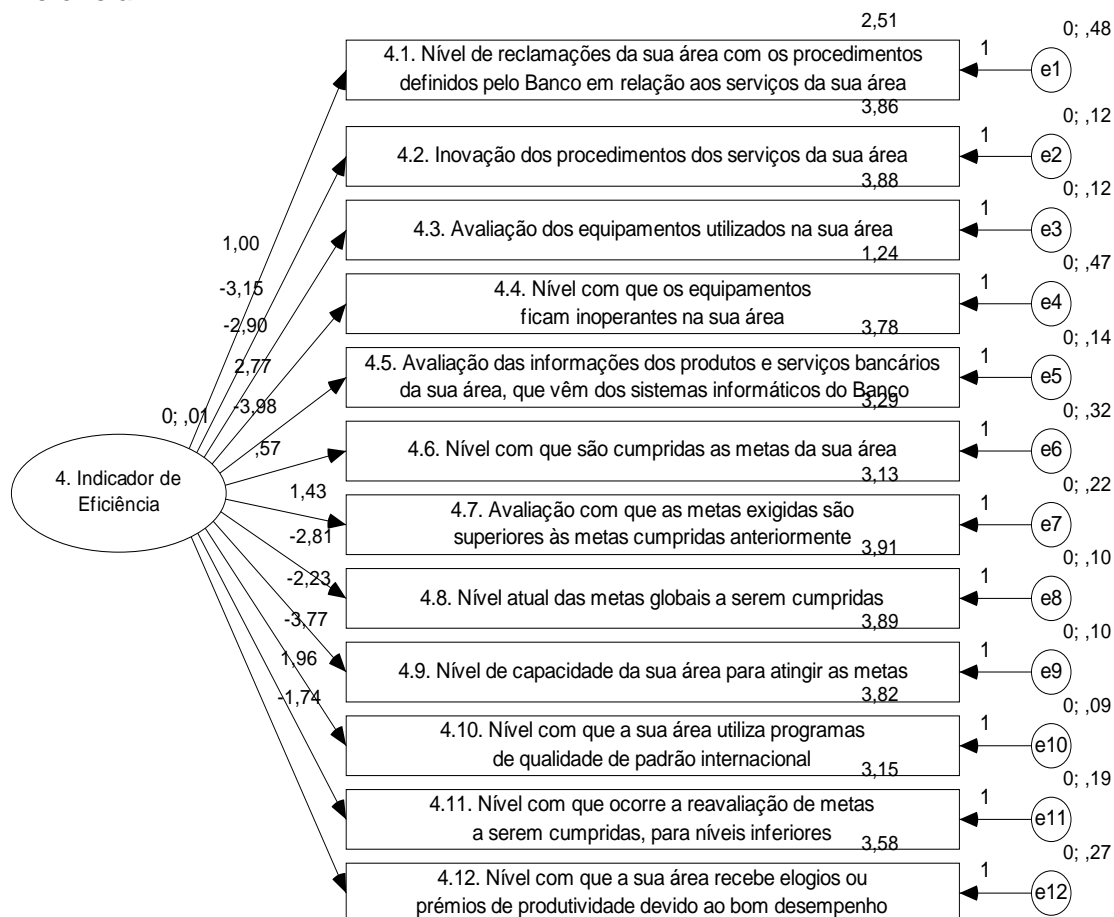 2,51
0; ,48
4.1. Nível de reclamações da sua área com os procedimentos
definidos pelo Banco em relação aos serviços da sua área
1
e1
3,86
0; ,12
4.2. Inovação dos procedimentos dos serviços da sua área
1
e2
3,88
0; ,12
4.3. Avaliação dos equipamentos utilizados na sua área
1
e3
1,24
0; ,47
4.4. Nível com que os equipamentos
ficam inoperantes na sua área
1
e4
3,78
0; ,14
4.5. Avaliação das informações dos produtos e serviços bancários
da sua área, que vêm dos sistemas informáticos do Banco
1
e5
3,29
0; ,32
4.6. Nível com que são cumpridas as metas da sua área
1
e6
3,13
0; ,22
4.7. Avaliação com que as metas exigidas são
superiores às metas cumpridas anteriormente
1
e7
3,91
0; ,10
4.8. Nível atual das metas globais a serem cumpridas
1
e8
3,89
0; ,10
4.9. Nível de capacidade da sua área para atingir as metas
1
e9
3,82
0; ,09
4.10. Nível com que a sua área utiliza programas
de qualidade de padrão internacional
1
e10
3,15
0; ,19
4.11. Nível com que ocorre a reavaliação de metas
a serem cumpridas, para níveis inferiores
1
e11
3,58
0; ,27
4.12. Nível com que a sua área recebe elogios ou
prémios de produtividade devido ao bom desempenho
1
e12
1,00
-3,15
-2,90
2,77
-3,98
,57
1,43
-2,81
-2,23
-3,77
1,96
-1,74
0; ,01
4. Indicador de
Eficiência